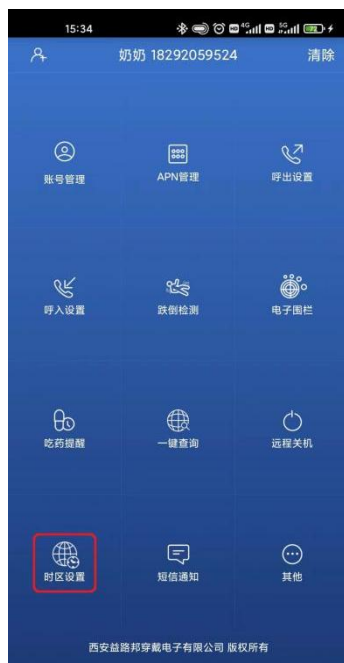 15:34
4G
5G
奶奶 18292059524
清除
账号管理
APN管理
呼出设置
呼入设置
跌倒检测
电子围栏
吃药提醒
一键查询
远程关机
时区设置
短信通知
其他
西安益路邦穿戴电子有限公司 版权所有